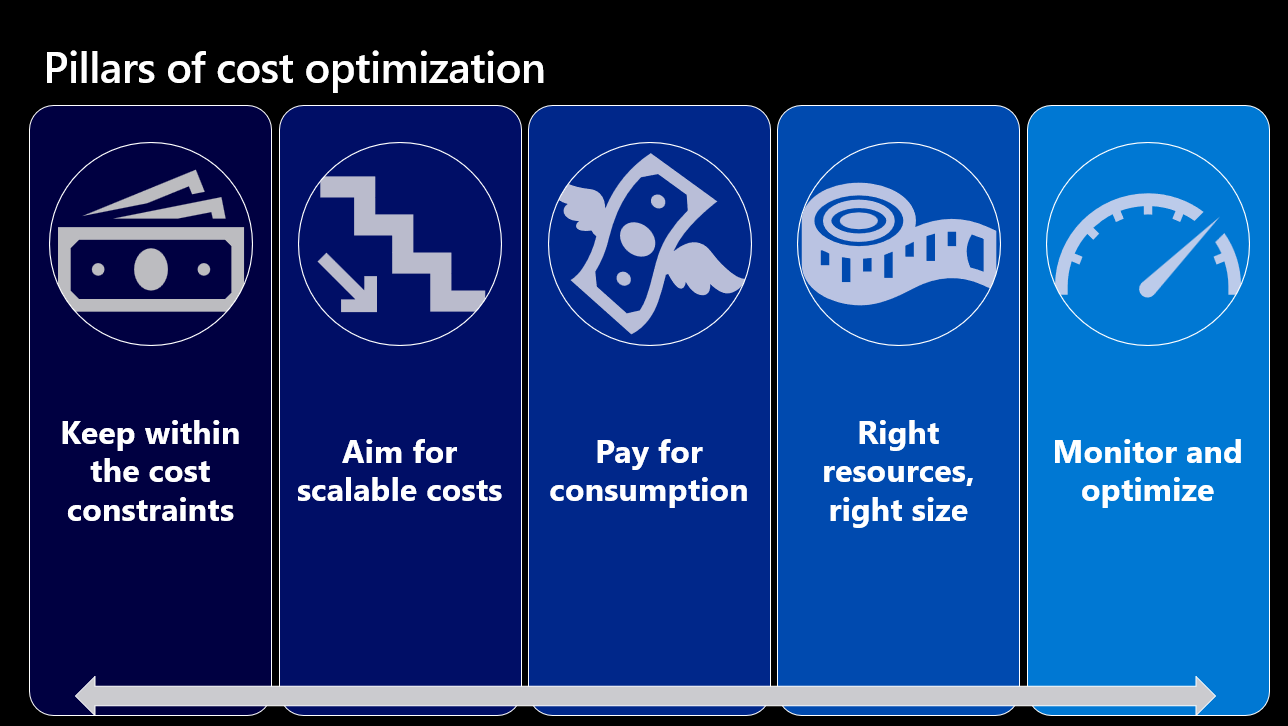 Pillars of cost optimization
Keep within
the cost
constraints
Aim for
scalable costs
Pay for
consumption
Right
resources,
right size
Monitor and
optimize